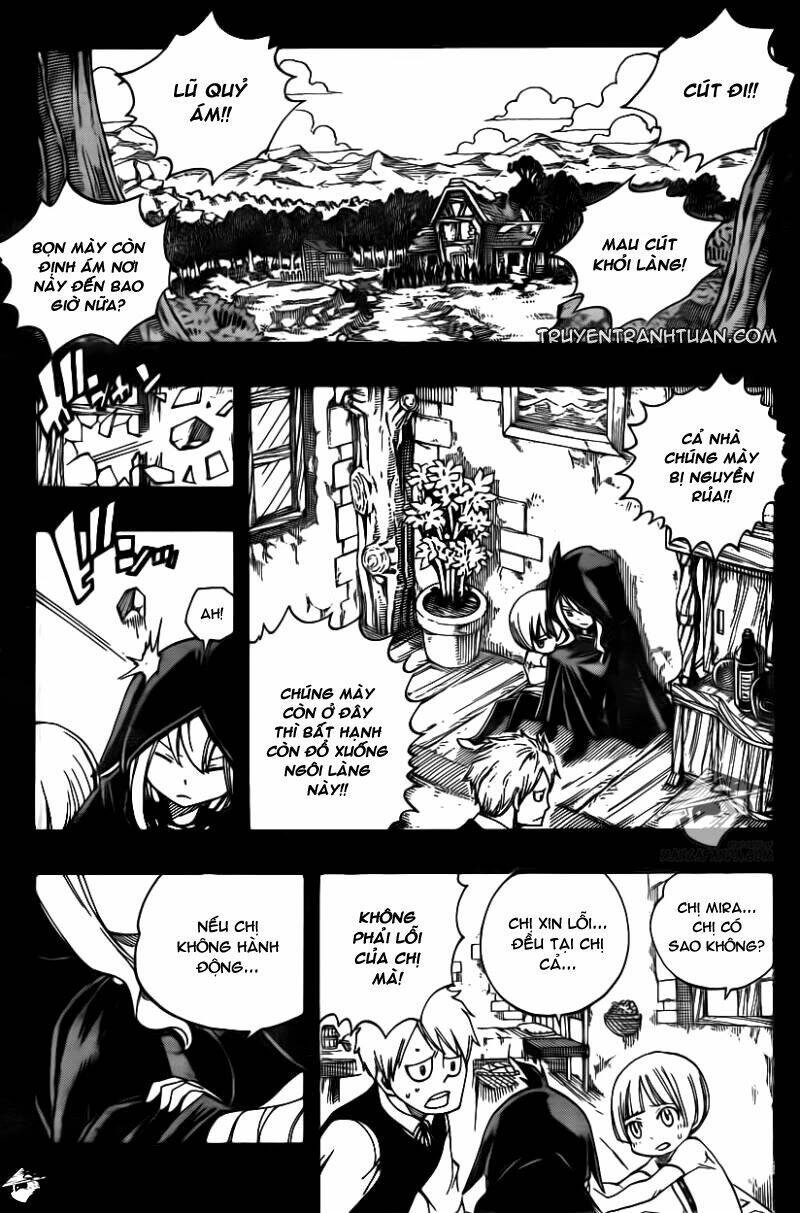 CÚT ĐI!!
LŨ QUỶ
ÁM!!
MAU CÚT
KHỎI LÀNG!
BỌN MÀY CÒN
ĐỊNH ÁM NƠI
NÀY ĐẾN BAO
GIỜ NỮA?
TRUYENTRANHTUAN.COM
CẢ NHÀ
CHÚNG MÀY
BỊ NGUYỀN
RỦA!!
CHÚNG MÀY
CÒN Ở ĐÂY
THÌ BẤT HẠNH
CÒN ĐỔ XUỐNG
NGÔI LÀNG
NÀY!!
AH!
CHỊ MIRA...
CHỊ CÓ
SAO KHÔNG?
CHỊ XIN LỖI...
ĐỀU TẠI CHỊ
CẢ...
KHÔNG
PHẢI LỖI
CỦA CHỊ
MÀ!
NẾU CHỊ
KHÔNG HÀNH
ĐỘNG...